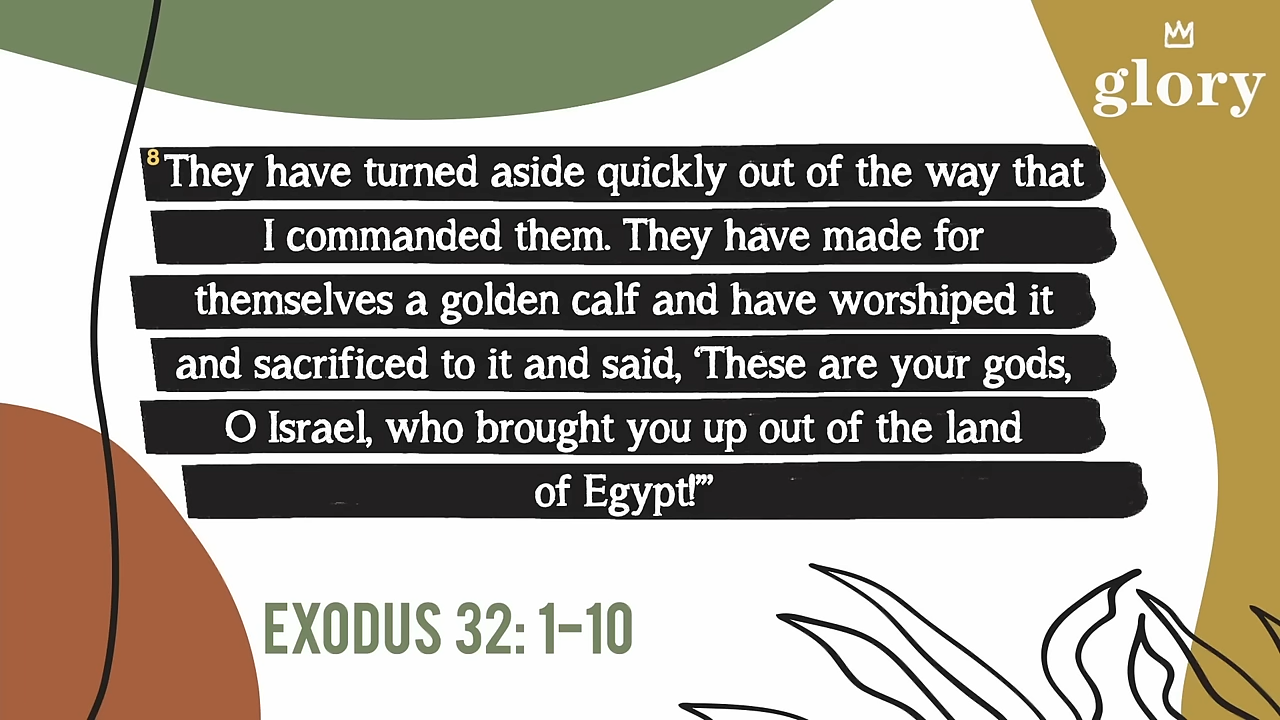 glory
8 They have turned aside quickly out of the way that
I commanded them. They have made for
themselves a golden calf and have worshiped it
and sacrificed to it and said, ‘These are your gods,
O Israel, who brought you up out of the land
of Egypt!’”
EXODUS 32: 1–10